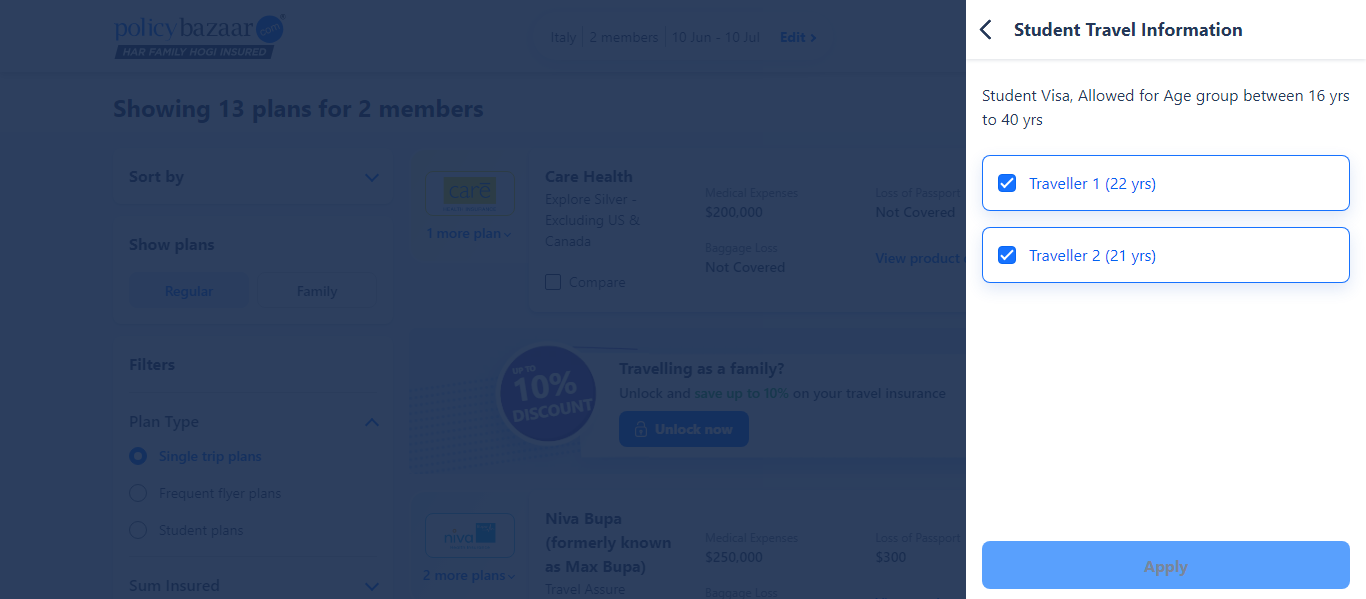 policybazaar.com
HAR FAMILY HOGI INSURED
Italy 2 members 10 Jun - 10 Jul Edit ›
Showing 13 plans for 2 members
Sort by
Show plans
Regular Family
Filters
Plan Type
Single trip plans
Frequent flyer plans
Student plans
Sum Insured
care
1 more plan
Care Health
Explore Silver -
Excluding US &
Canada
Compare
Medical Expenses
$200,000
Baggage Loss
Not Covered
Loss of Passport
Not Covered
View product
UP TO
10%
DISCOUNT
Travelling as a family?
Unlock and save up to 10% on your travel insurance
Unlock now
niva
2 more plans
Niva Bupa
(formerly known
as Max Bupa)
Travel Assure
Medical Expenses
$250,000
Baggage Loss
Loss of Passport
$300
Student Travel Information
Student Visa, Allowed for Age group between 16 yrs
to 40 yrs
Traveller 1 (22 yrs)
Traveller 2 (21 yrs)
Apply